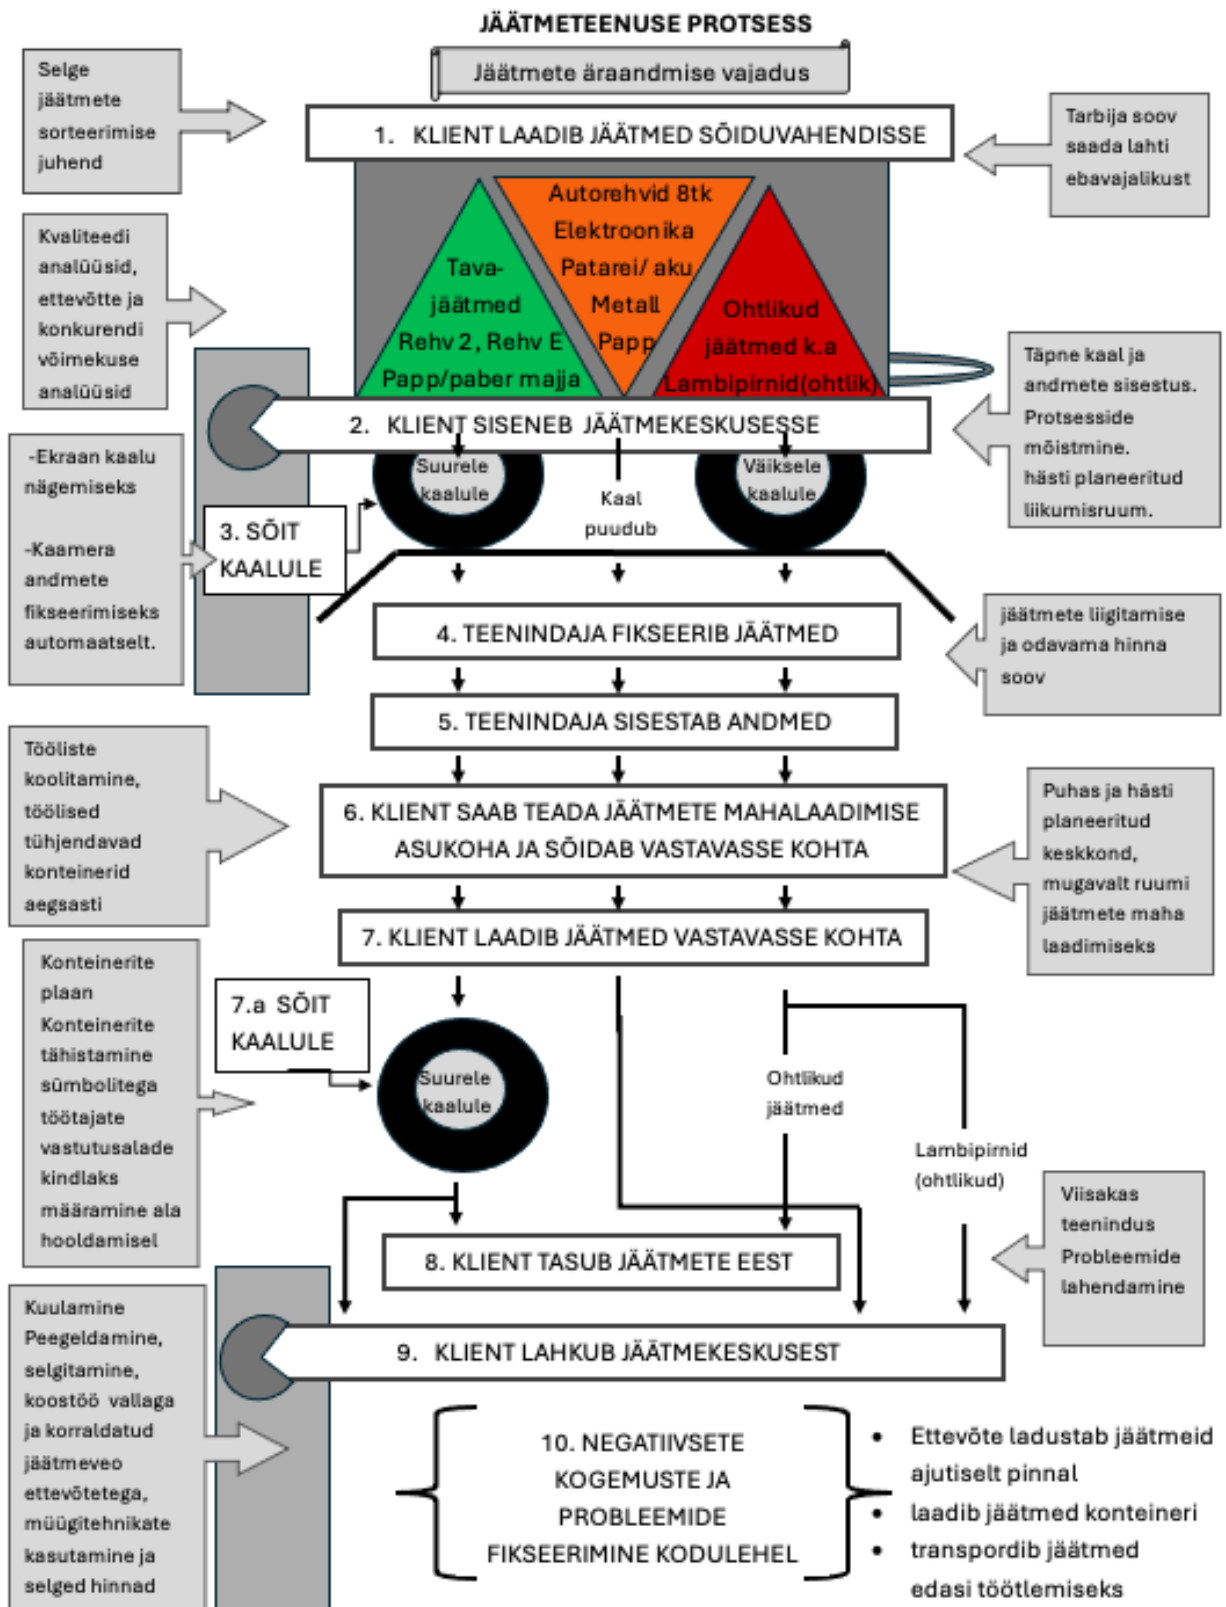 JÄÄTMETEENUSE PROTSESS
Jäätmete äraandmise vajadus
Selge
jäätmete
sorteerimise
juhend
1. KLIENT LAADIB JÄÄTMED SÕIDUVAHENDISSE
Tarbija soov
saada lahti
ebavajalikust
Kvaliteedi
analüüsid,
ettevõtte ja
konkurendi
võimekuse
analüüsid
Tava-
jäätmed
Rehv 2, Rehv E
Papp/paber majja
Autorehvid 8tk
Elektroonika
Patarei/ aku
Metall
Papp
Ohtlikud
jäätmed k.a
Lambipirnid(ohtlik)
Täpne kaal ja
andmete sisestus.
Protsesside
mõistmine.
hästi planeeritud
liikumisruum.
2. KLIENT SISENEB JÄÄTMEKESKUSESSE
-Ekraan kaalu
nägemiseks
-Kaamera
andmete
fikseerimiseks
automaatselt.
3. SÕIT
KAALULE
Suurele
kaalule
Kaal
puudub
Väiksele
kaalule
4. TEENINDAJA FIKSEERIB JÄÄTMED
jäätmete liigitamise
ja odavama hinna
soov
5. TEENINDAJA SISESTAB ANDMED
Tööliste
koolitamine,
töölised
tühjendavad
konteinerid
aegsasti
6. KLIENT SAAB TEADA JÄÄTMETE MAHALAADIMISE
ASUKOHA JA SÕIDAB VASTAVASSE KOHTA
Puhas ja hästi
planeeritud
keskkond,
mugavalt ruumi
jäätmete maha
laadimiseks
7. KLIENT LAADIB JÄÄTMED VASTAVASSE KOHTA
Konteinerite
plaan
Konteinerite
tähistamine
sümbolitega
töötajate
vastutusalade
kindlaks
määramine ala
hooldamisel
7.a SÕIT
KAALULE
Suurele
kaalule
Ohtlikud
jäätmed
Lambipirnid
(ohtlikud)
Viisakas
teenindus
Probleemide
lahendamine
8. KLIENT TASUB JÄÄTMETE EEST
9. KLIENT LAHKUB JÄÄTMEKESKUSEST
Kuulamine
Peegeldamine,
selgitamine,
koostöö vallaga
ja korraldatud
jäätmeveo
ettevõtetega,
müügitehnikate
kasutamine ja
selged hinnad
10. NEGATIIVSETE
KOGEMUSTE JA
PROBLEEMIDE
FIKSEERIMINE KODULEHEL
• Ettevõte ladustab jäätmeid
ajutiselt pinnal
• laadib jäätmed konteineri
• transpordib jäätmed
edasi töötlemiseks